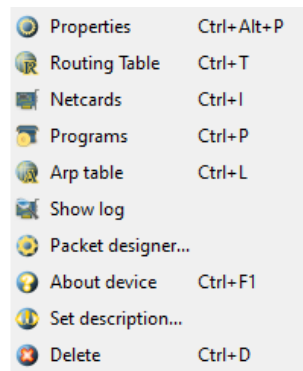 Properties Ctrl+Alt+P
Routing Table Ctrl+T
Netcards Ctrl+I
Programs Ctrl+P
Arp table Ctrl+L
Show log
Packet designer...
About device Ctrl+F1
Set description...
Delete Ctrl+D